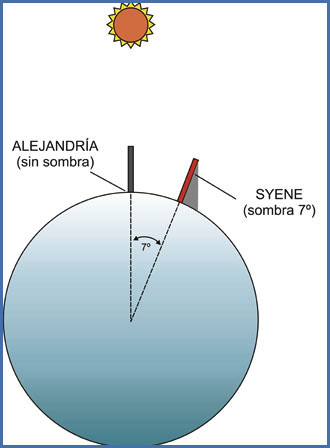 ALEJANDRÍA
(sin sombra)
SYENE
(sombra 7º)
7º